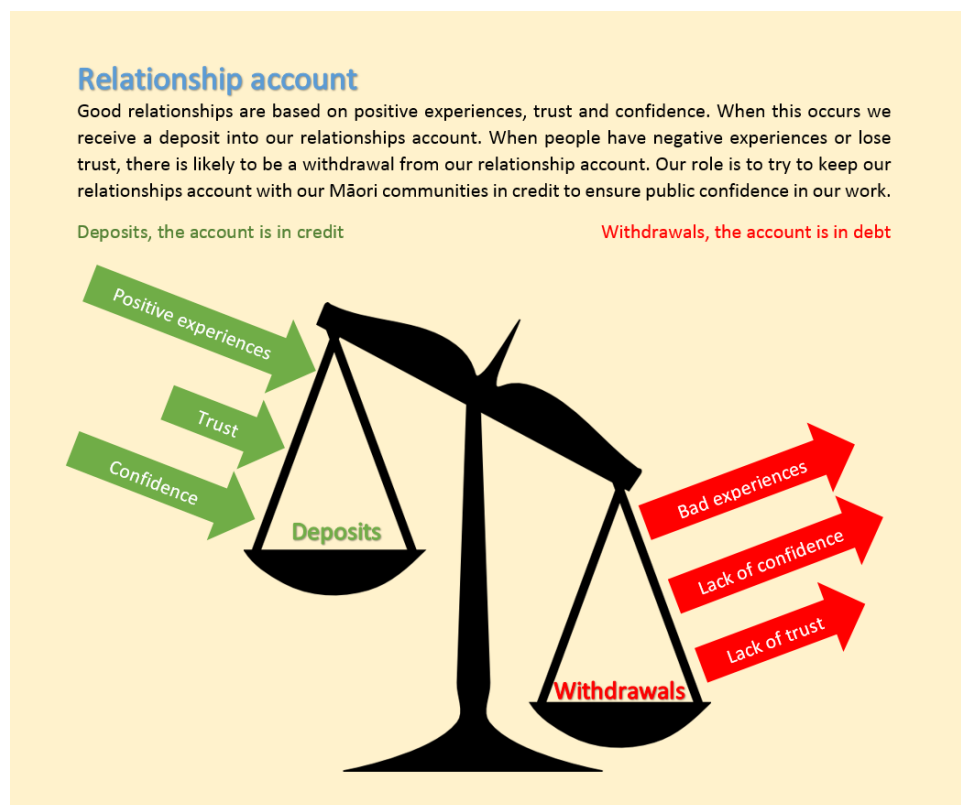 Relationship account
Good relationships are based on positive experiences, trust and confidence. When this occurs we
receive a deposit into our relationships account. When people have negative experiences or lose
trust, there is likely to be a withdrawal from our relationship account. Our role is to try to keep our
relationships account with our Māori communities in credit to ensure public confidence in our work.
Deposits, the account is in credit
Withdrawals, the account is in debt
Positive experiences
Trust
Confidence
Deposits
Bad experiences
Lack of confidence
Lack of trust
Withdrawals